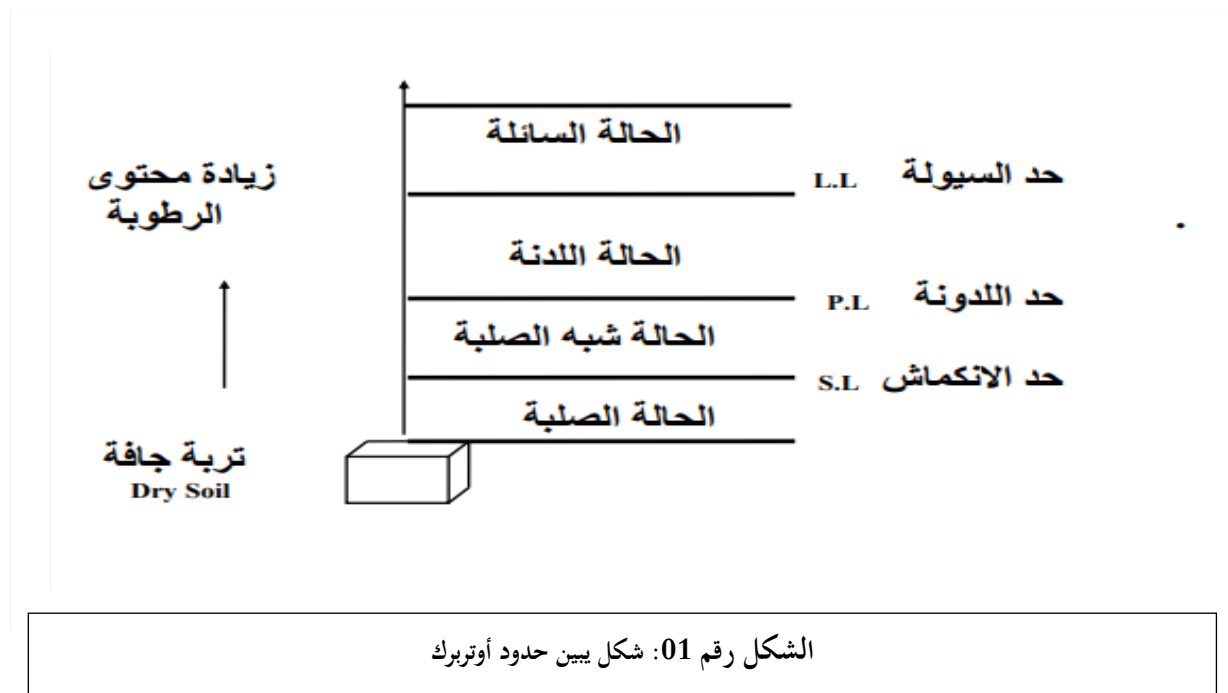 الحالة السائلة
حد السيولة L.L
زيادة محتوى
الرطوبة
الحالة اللدنة
حد اللدونة P.L
الحالة شبه الصلبة
حد الانكماش S.L
الحالة الصلبة
تربة جافة
Dry Soil
الشكل رقم 01: شكل يبين حدود أوتربرك